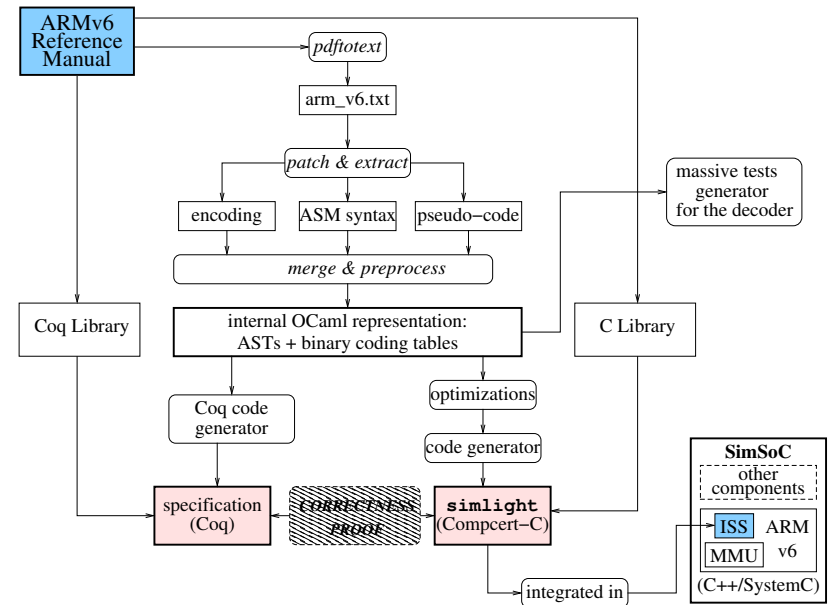 ARMv6
Reference
Manual
pdftotext
arm_v6.txt
patch & extract
encoding
ASM syntax
pseudo−code
massive tests
generator
for the decoder
merge & preprocess
Coq Library
internal OCaml representation:
ASTs + binary coding tables
C Library
Coq code
generator
optimizations
code generator
specification
(Coq)
CORRECTNESS
PROOF
simlight
(Compcert−C)
SimSoC
other
components
ISS
ARM
v6
MMU
(C++/SystemC)
integrated in